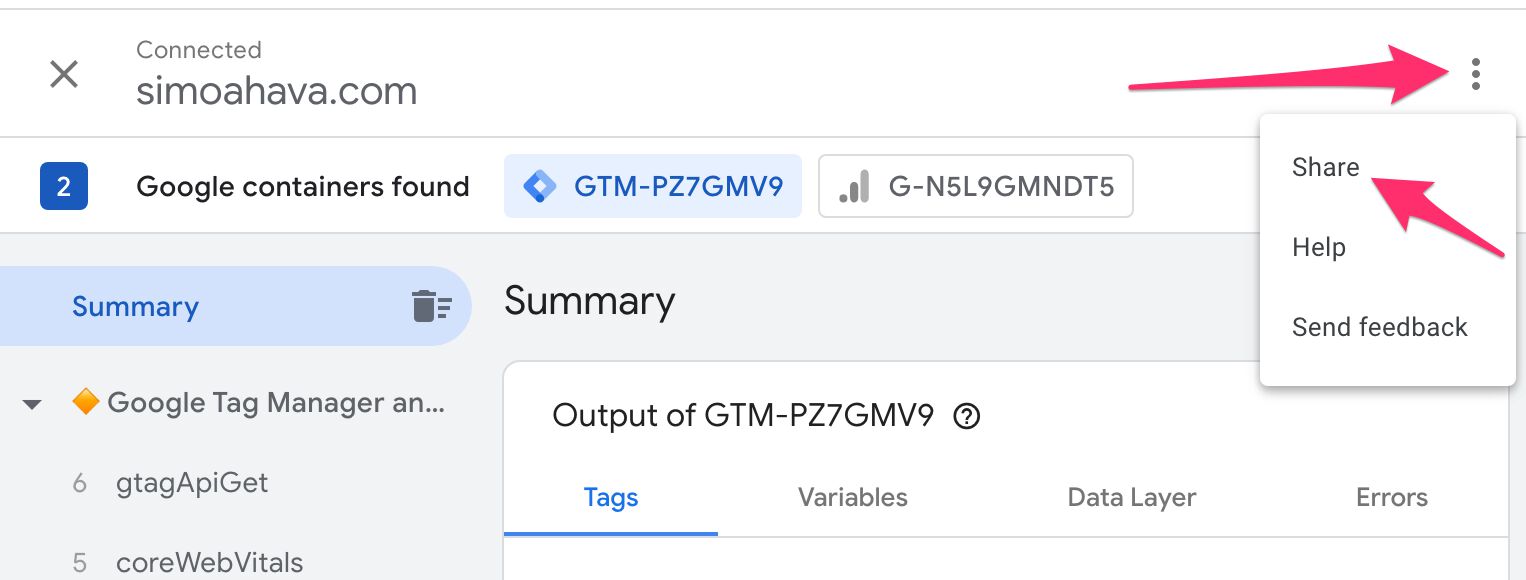 Connected
simoahava.com
2 Google containers found GTM-PZ7GMV9 G-N5L9GMNDT5
Share
Help
Send feedback
Summary
Google Tag Manager an...
6 gtagApiGet
5 coreWebVitals
Summary
Output of GTM-PZ7GMV9 ?
Tags Variables Data Layer Errors